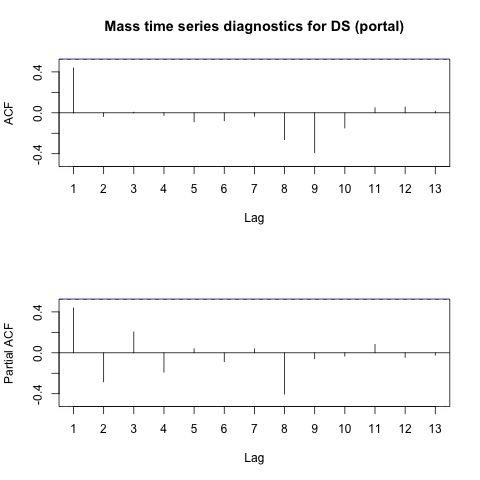 Mass time series diagnostics for DS (portal)
ACF
0.4
0.0
-0.4
1 2 3 4 5 6 7 8 9 10 11 12 13
Lag
Partial ACF
0.4
0.0
-0.4
1 2 3 4 5 6 7 8 9 10 11 12 13
Lag